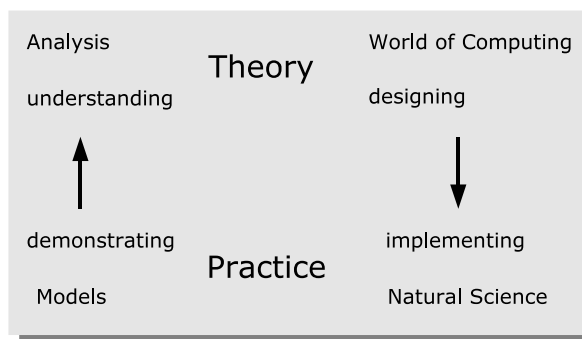 Analysis
Theory
World of Computing
understanding
designing
demonstrating
implementing
Practice
Models
Natural Science